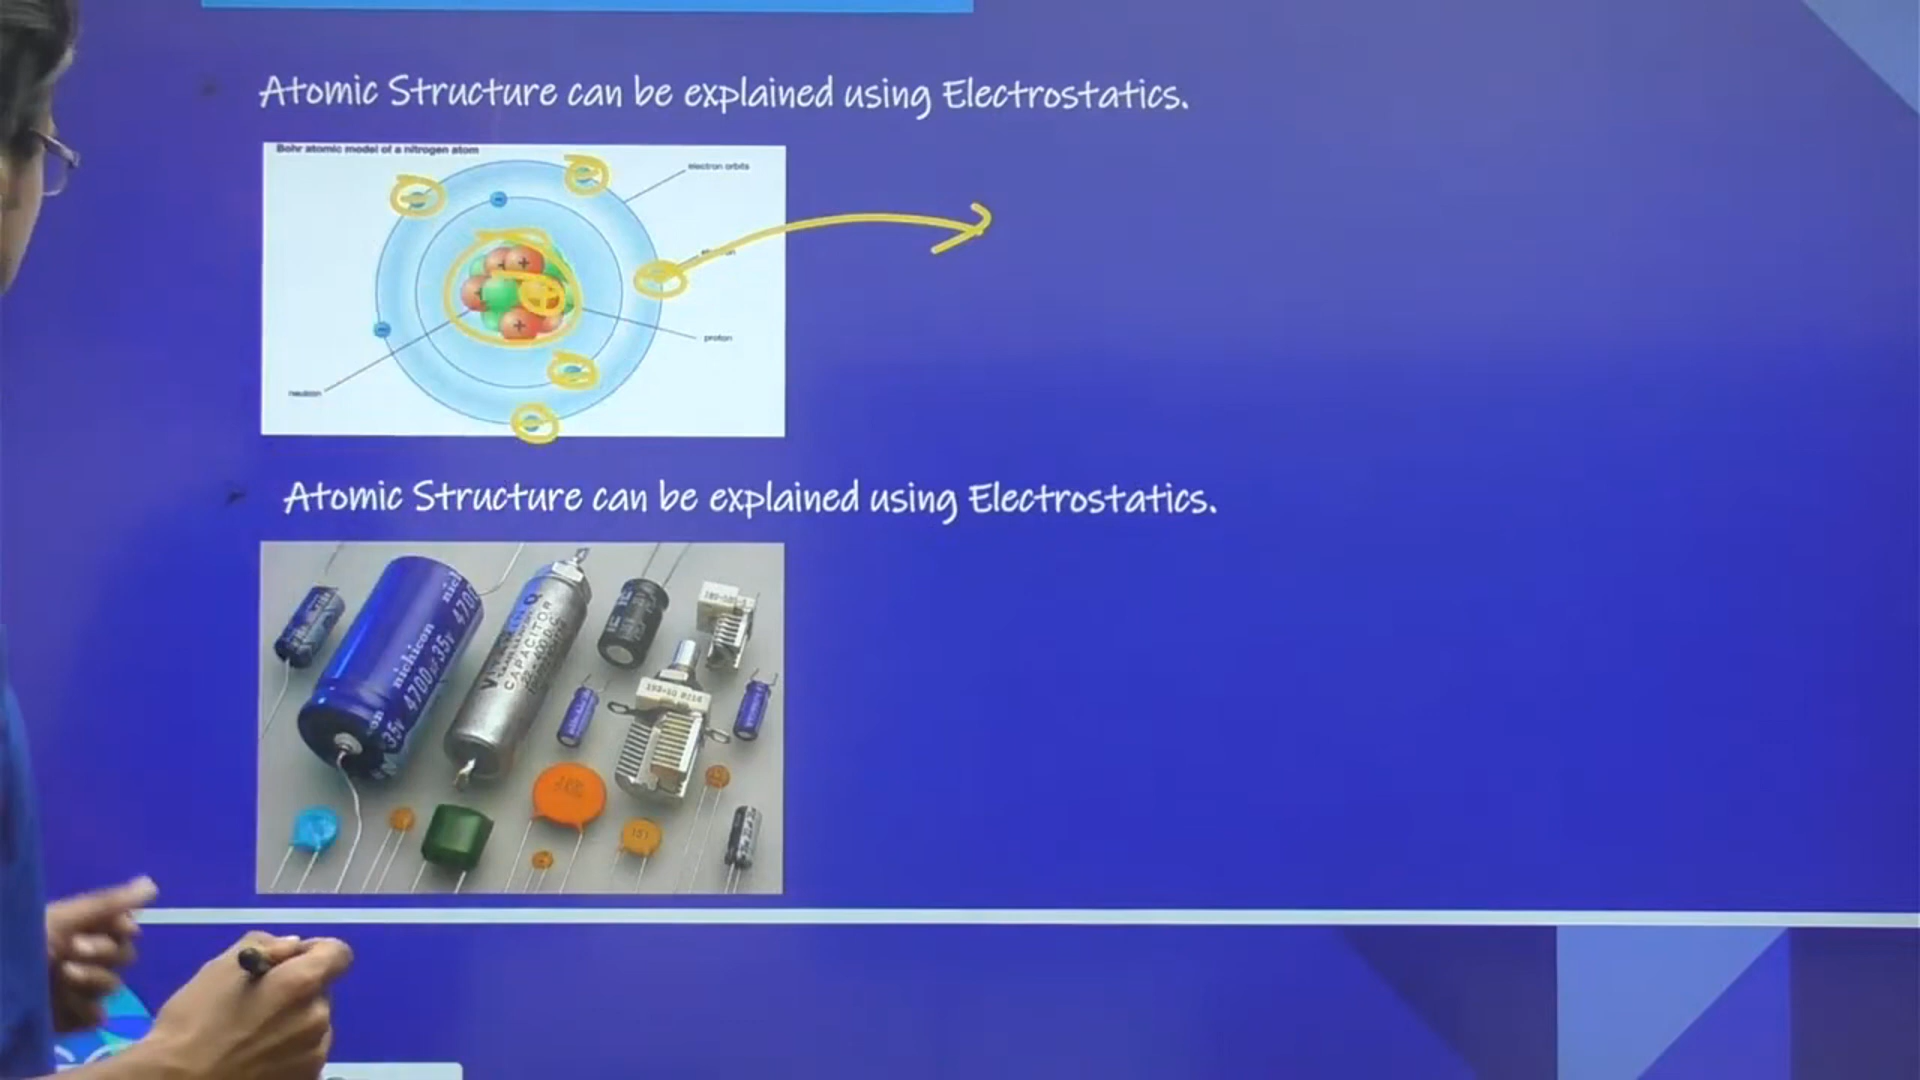 Atomic Structure can be explained using Electrostatics.
Bohr atomic model of a nitrogen atom
electron orbits
proton
neutron
Atomic Structure can be explained using Electrostatics.
nichicon
4700
35v
CAPACITOR